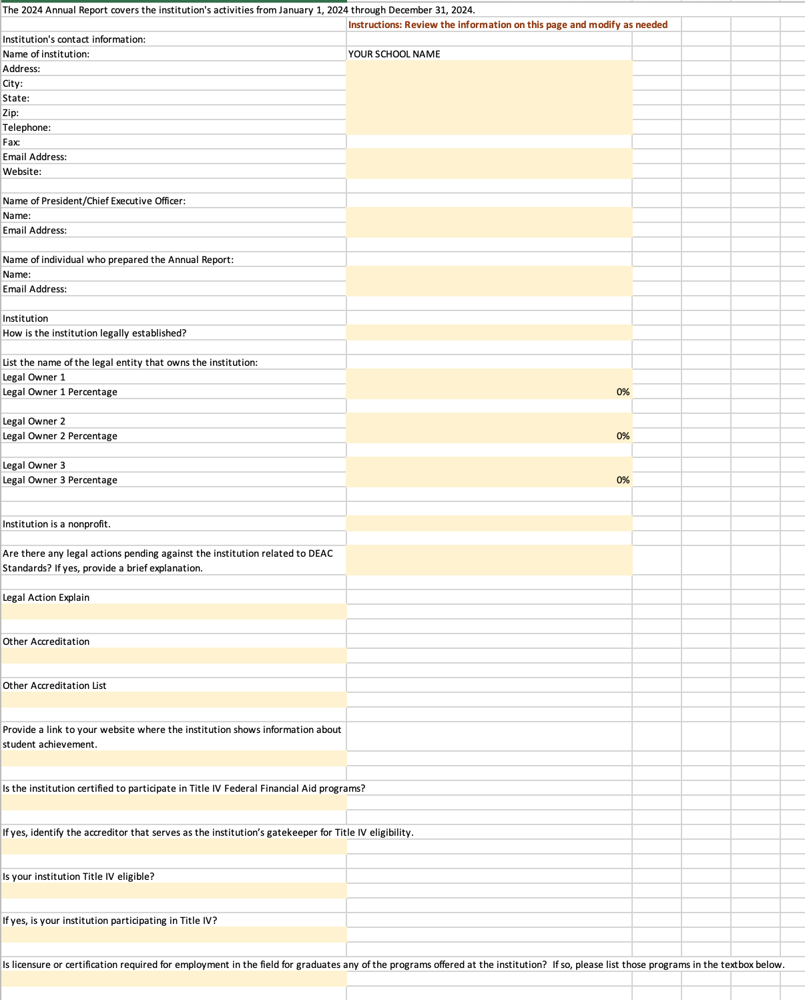 The 2024 Annual Report covers the institution's activities from January 1, 2024 through December 31, 2024.
Instructions: Review the information on this page and modify as needed
Institution's contact information:
Name of institution: YOUR SCHOOL NAME
Address:
City:
State:
Zip:
Telephone:
Fax:
Email Address:
Website:
Name of President/Chief Executive Officer:
Name:
Email Address:
Name of individual who prepared the Annual Report:
Name:
Email Address:
Institution
How is the institution legally established?
List the name of the legal entity that owns the institution:
Legal Owner 1
Legal Owner 1 Percentage 0%
Legal Owner 2
Legal Owner 2 Percentage 0%
Legal Owner 3
Legal Owner 3 Percentage 0%
Institution is a nonprofit.
Are there any legal actions pending against the institution related to DEAC
Standards? If yes, provide a brief explanation.
Legal Action Explain
Other Accreditation
Other Accreditation List
Provide a link to your website where the institution shows information about
student achievement.
Is the institution certified to participate in Title IV Federal Financial Aid programs?
If yes, identify the accreditor that serves as the institution’s gatekeeper for Title IV eligibility.
Is your institution Title IV eligible?
If yes, is your institution participating in Title IV?
Is licensure or certification required for employment in the field for graduates any of the programs offered at the institution?  If so, please list those programs in the textbox below.